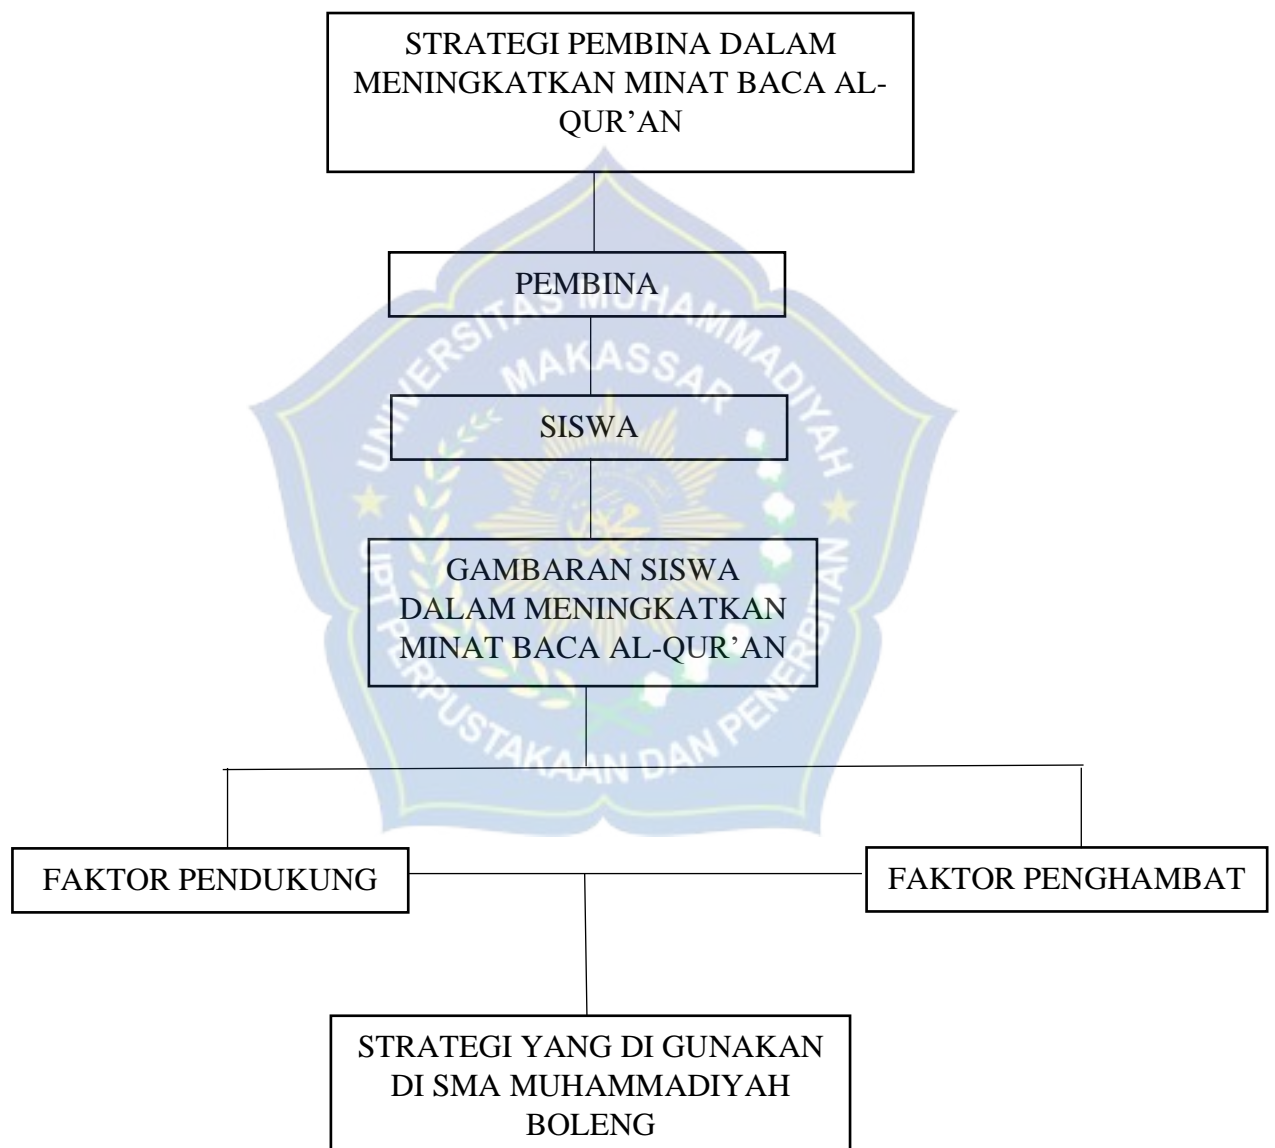 STRATEGI PEMBINA DALAM
MENINGKATKAN MINAT BACA AL-
QUR’AN
PEMBINA
UNIVERSITAS MUHAMMADIYAH
MAKASSAR
SISWA
GAMBARAN SISWA
DALAM MENINGKATKAN
MINAT BACA AL-QUR’AN
UPT PERPUSTAKAAN DAN PENERBITAN
FAKTOR PENDUKUNG
FAKTOR PENGHAMBAT
STRATEGI YANG DI GUNAKAN
DI SMA MUHAMMADIYAH
BOLENG